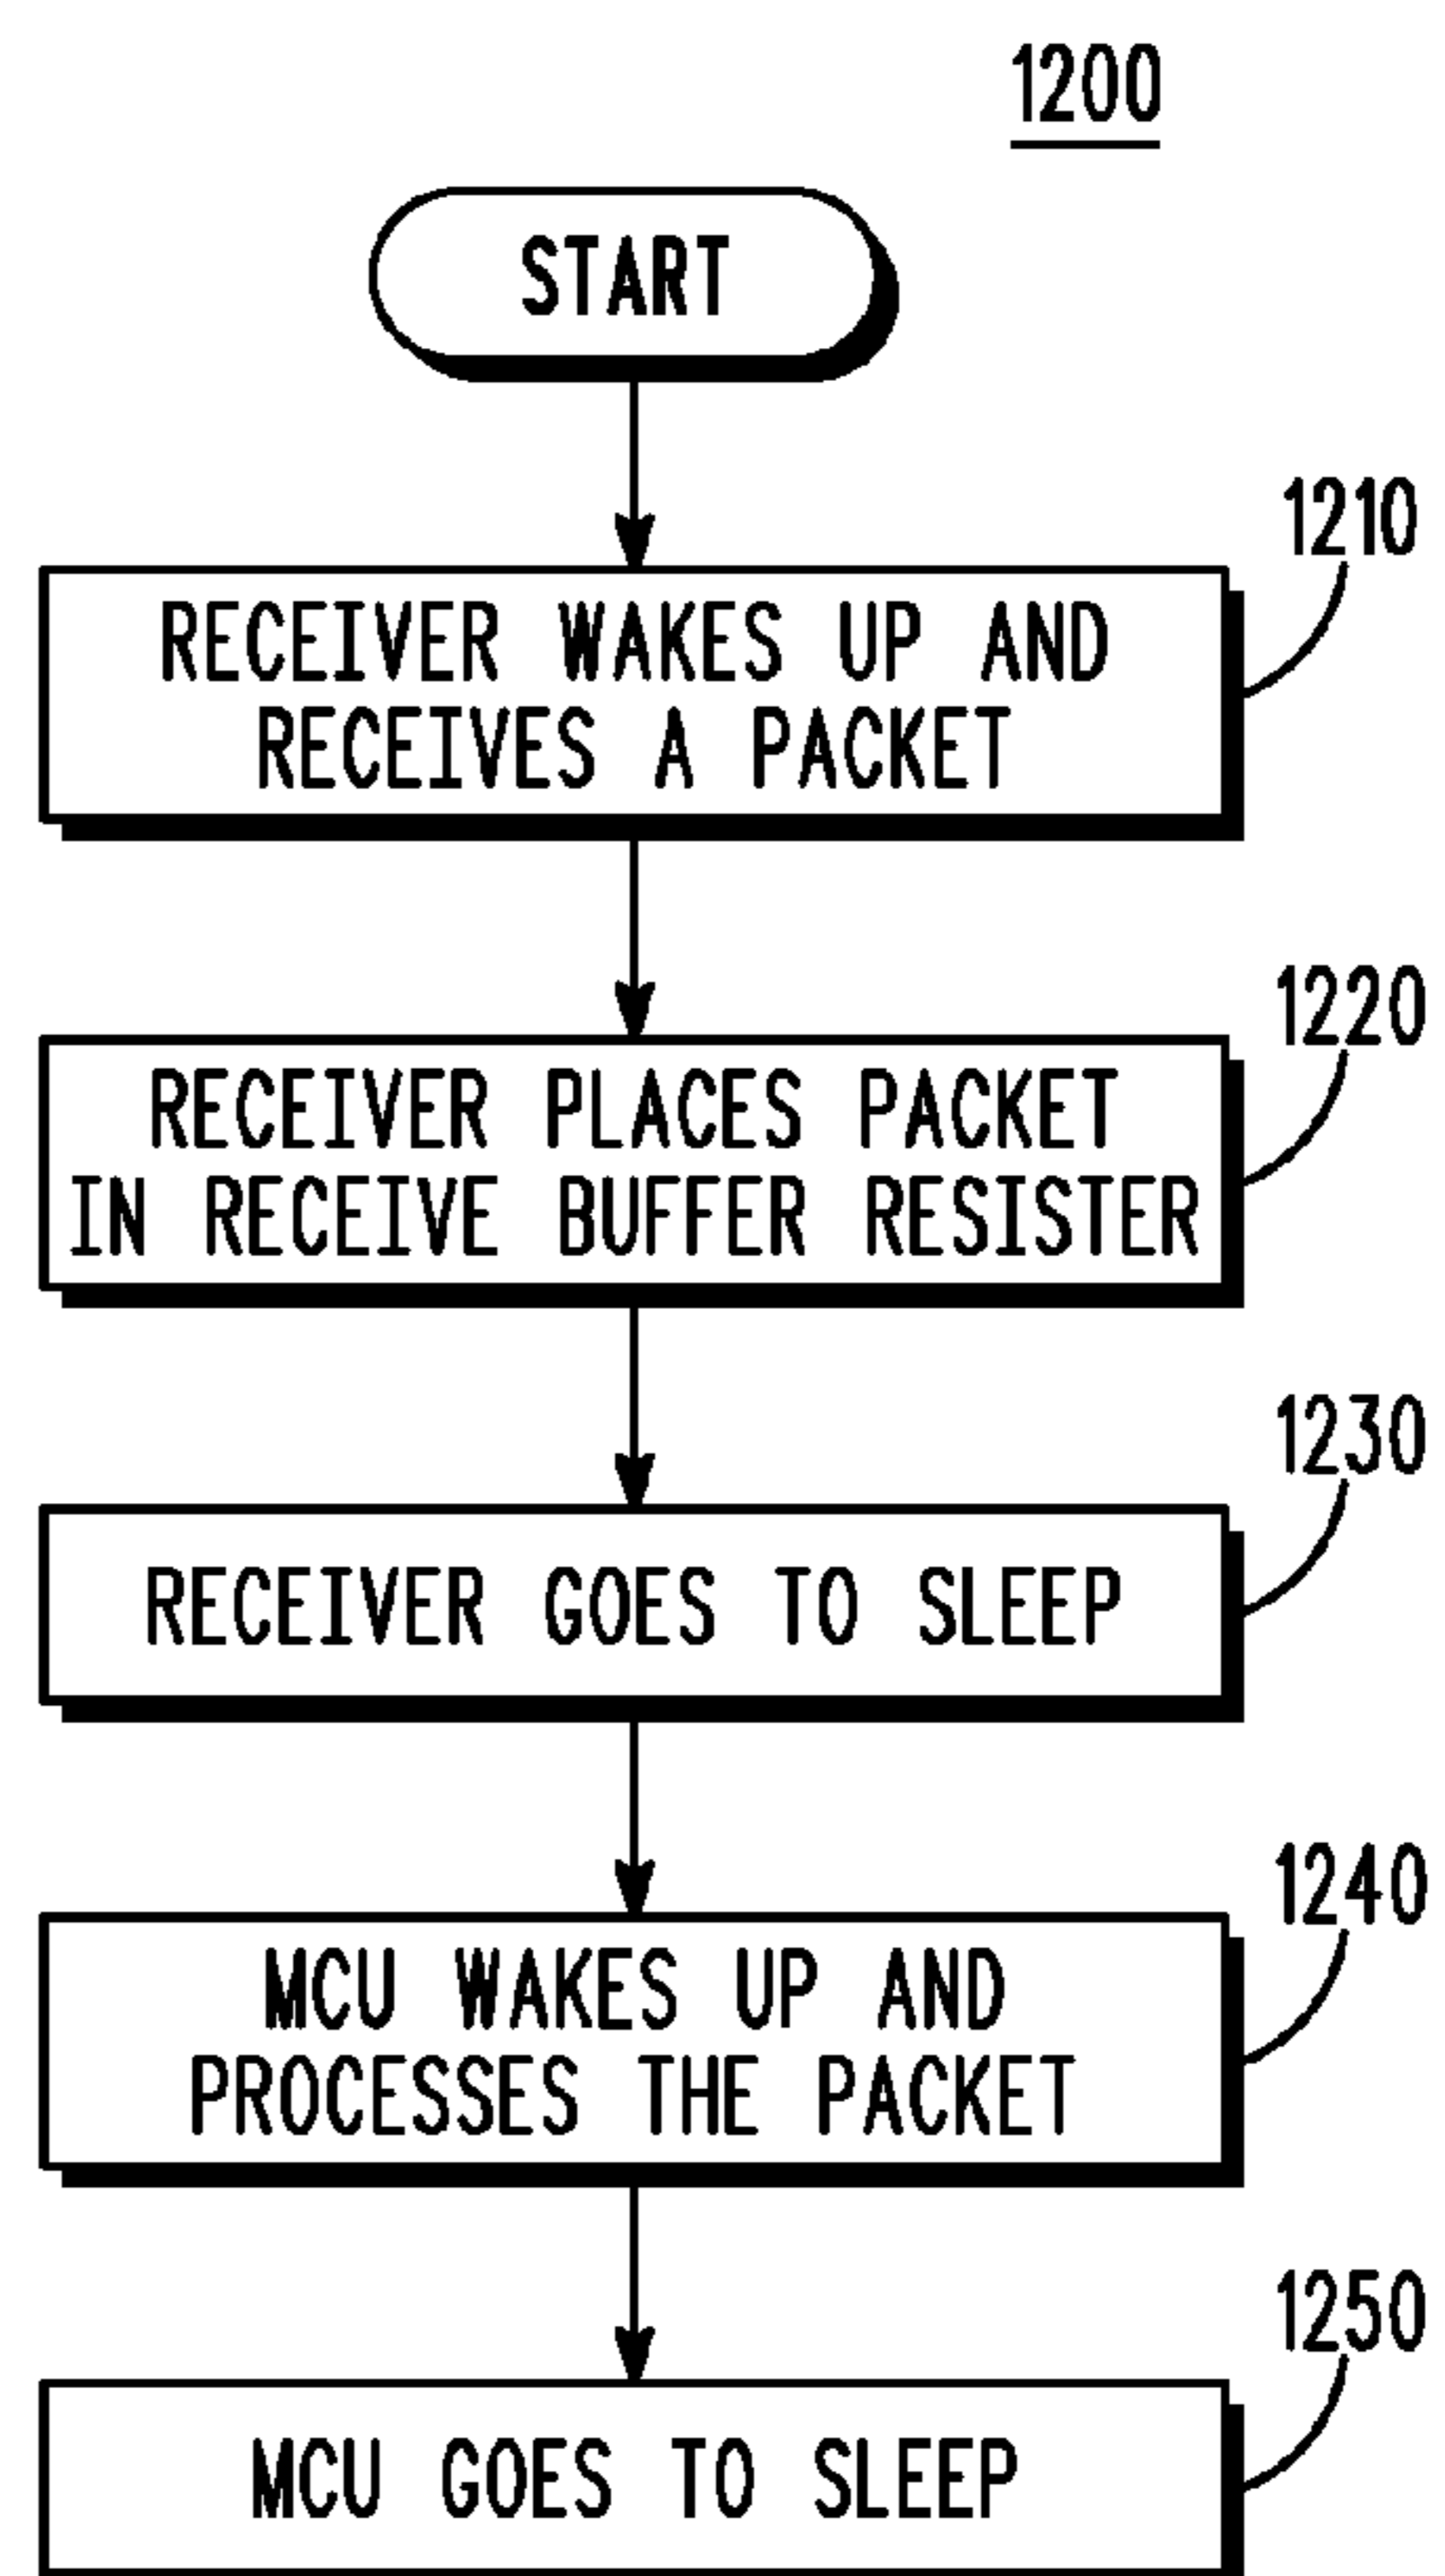 1200
START
1210
RECEIVER WAKES UP AND
RECEIVES A PACKET
1220
RECEIVER PLACES PACKET
IN RECEIVE BUFFER RESISTER
1230
RECEIVER GOES TO SLEEP
1240
MCU WAKES UP AND
PROCESSES THE PACKET
1250
MCU GOES TO SLEEP